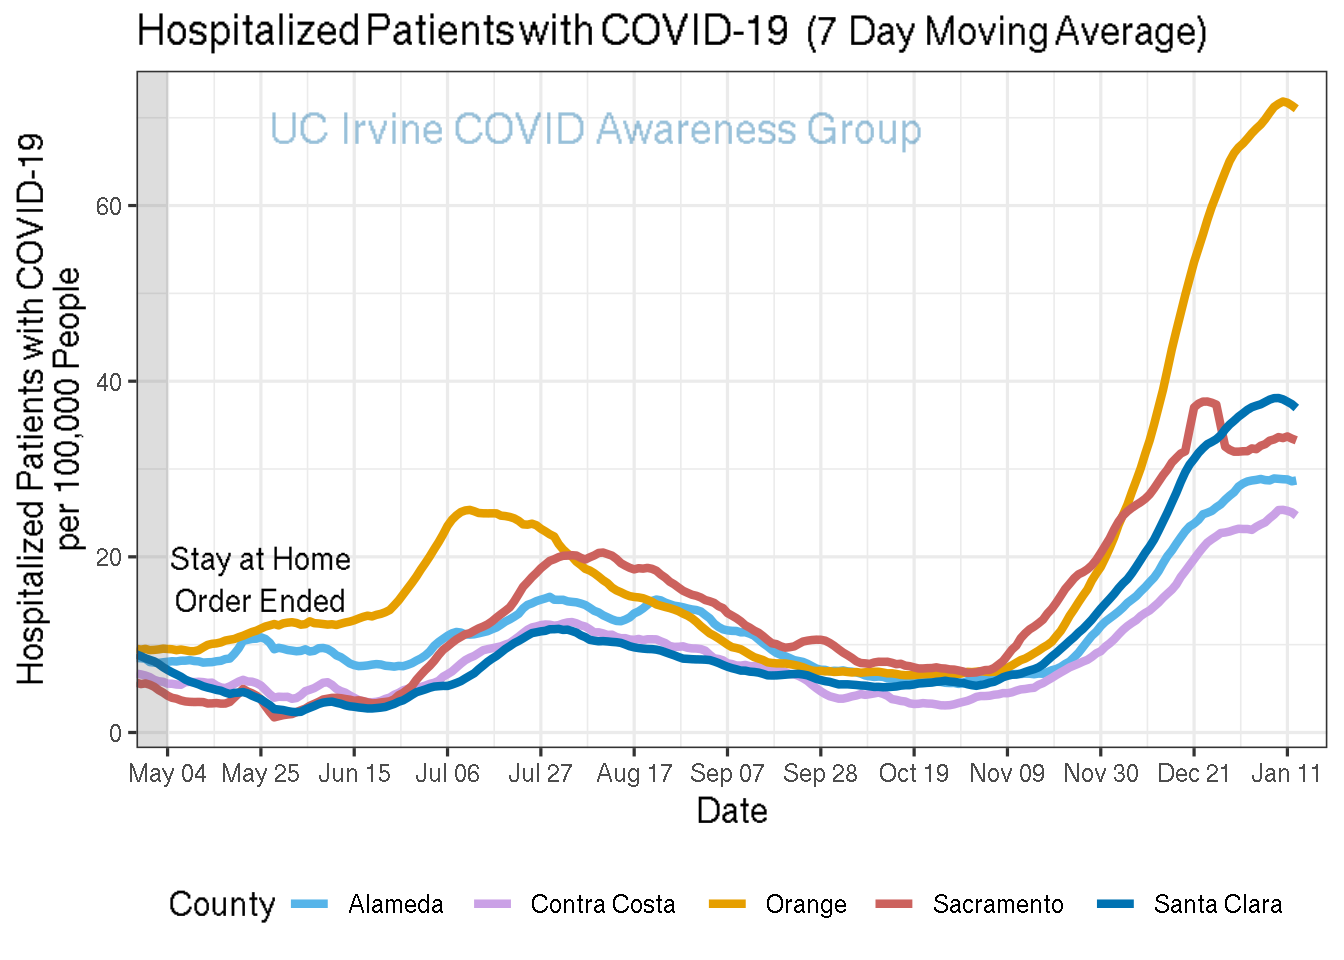 Hospitalized Patients with COVID-19 (7 Day Moving Average)
UC Irvine COVID Awareness Group
Hospitalized Patients with COVID-19
per 100,000 People
60
40
20
0
Stay at Home
Order Ended
May 04 May 25 Jun 15 Jul 06 Jul 27 Aug 17 Sep 07 Sep 28 Oct 19 Nov 09 Nov 30 Dec 21 Jan 11
Date
County Alameda Contra Costa Orange Sacramento Santa Clara